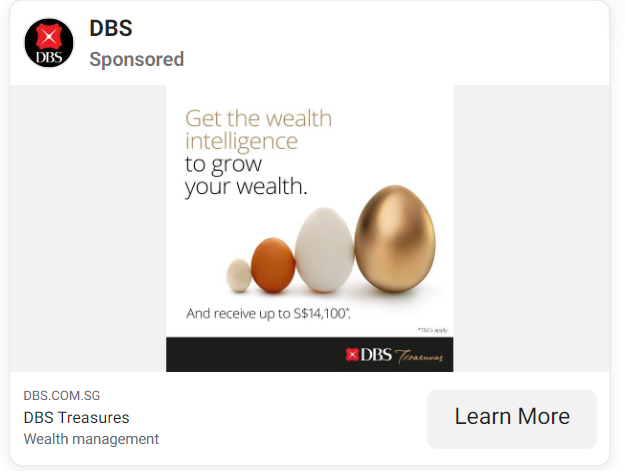 DBS
DBS
Sponsored
Get the wealth
intelligence
to grow
your wealth.
And receive up to S$14,100*.
*T&Cs apply.
DBS Treasures
DBS.COM.SG
DBS Treasures
Wealth management
Learn More